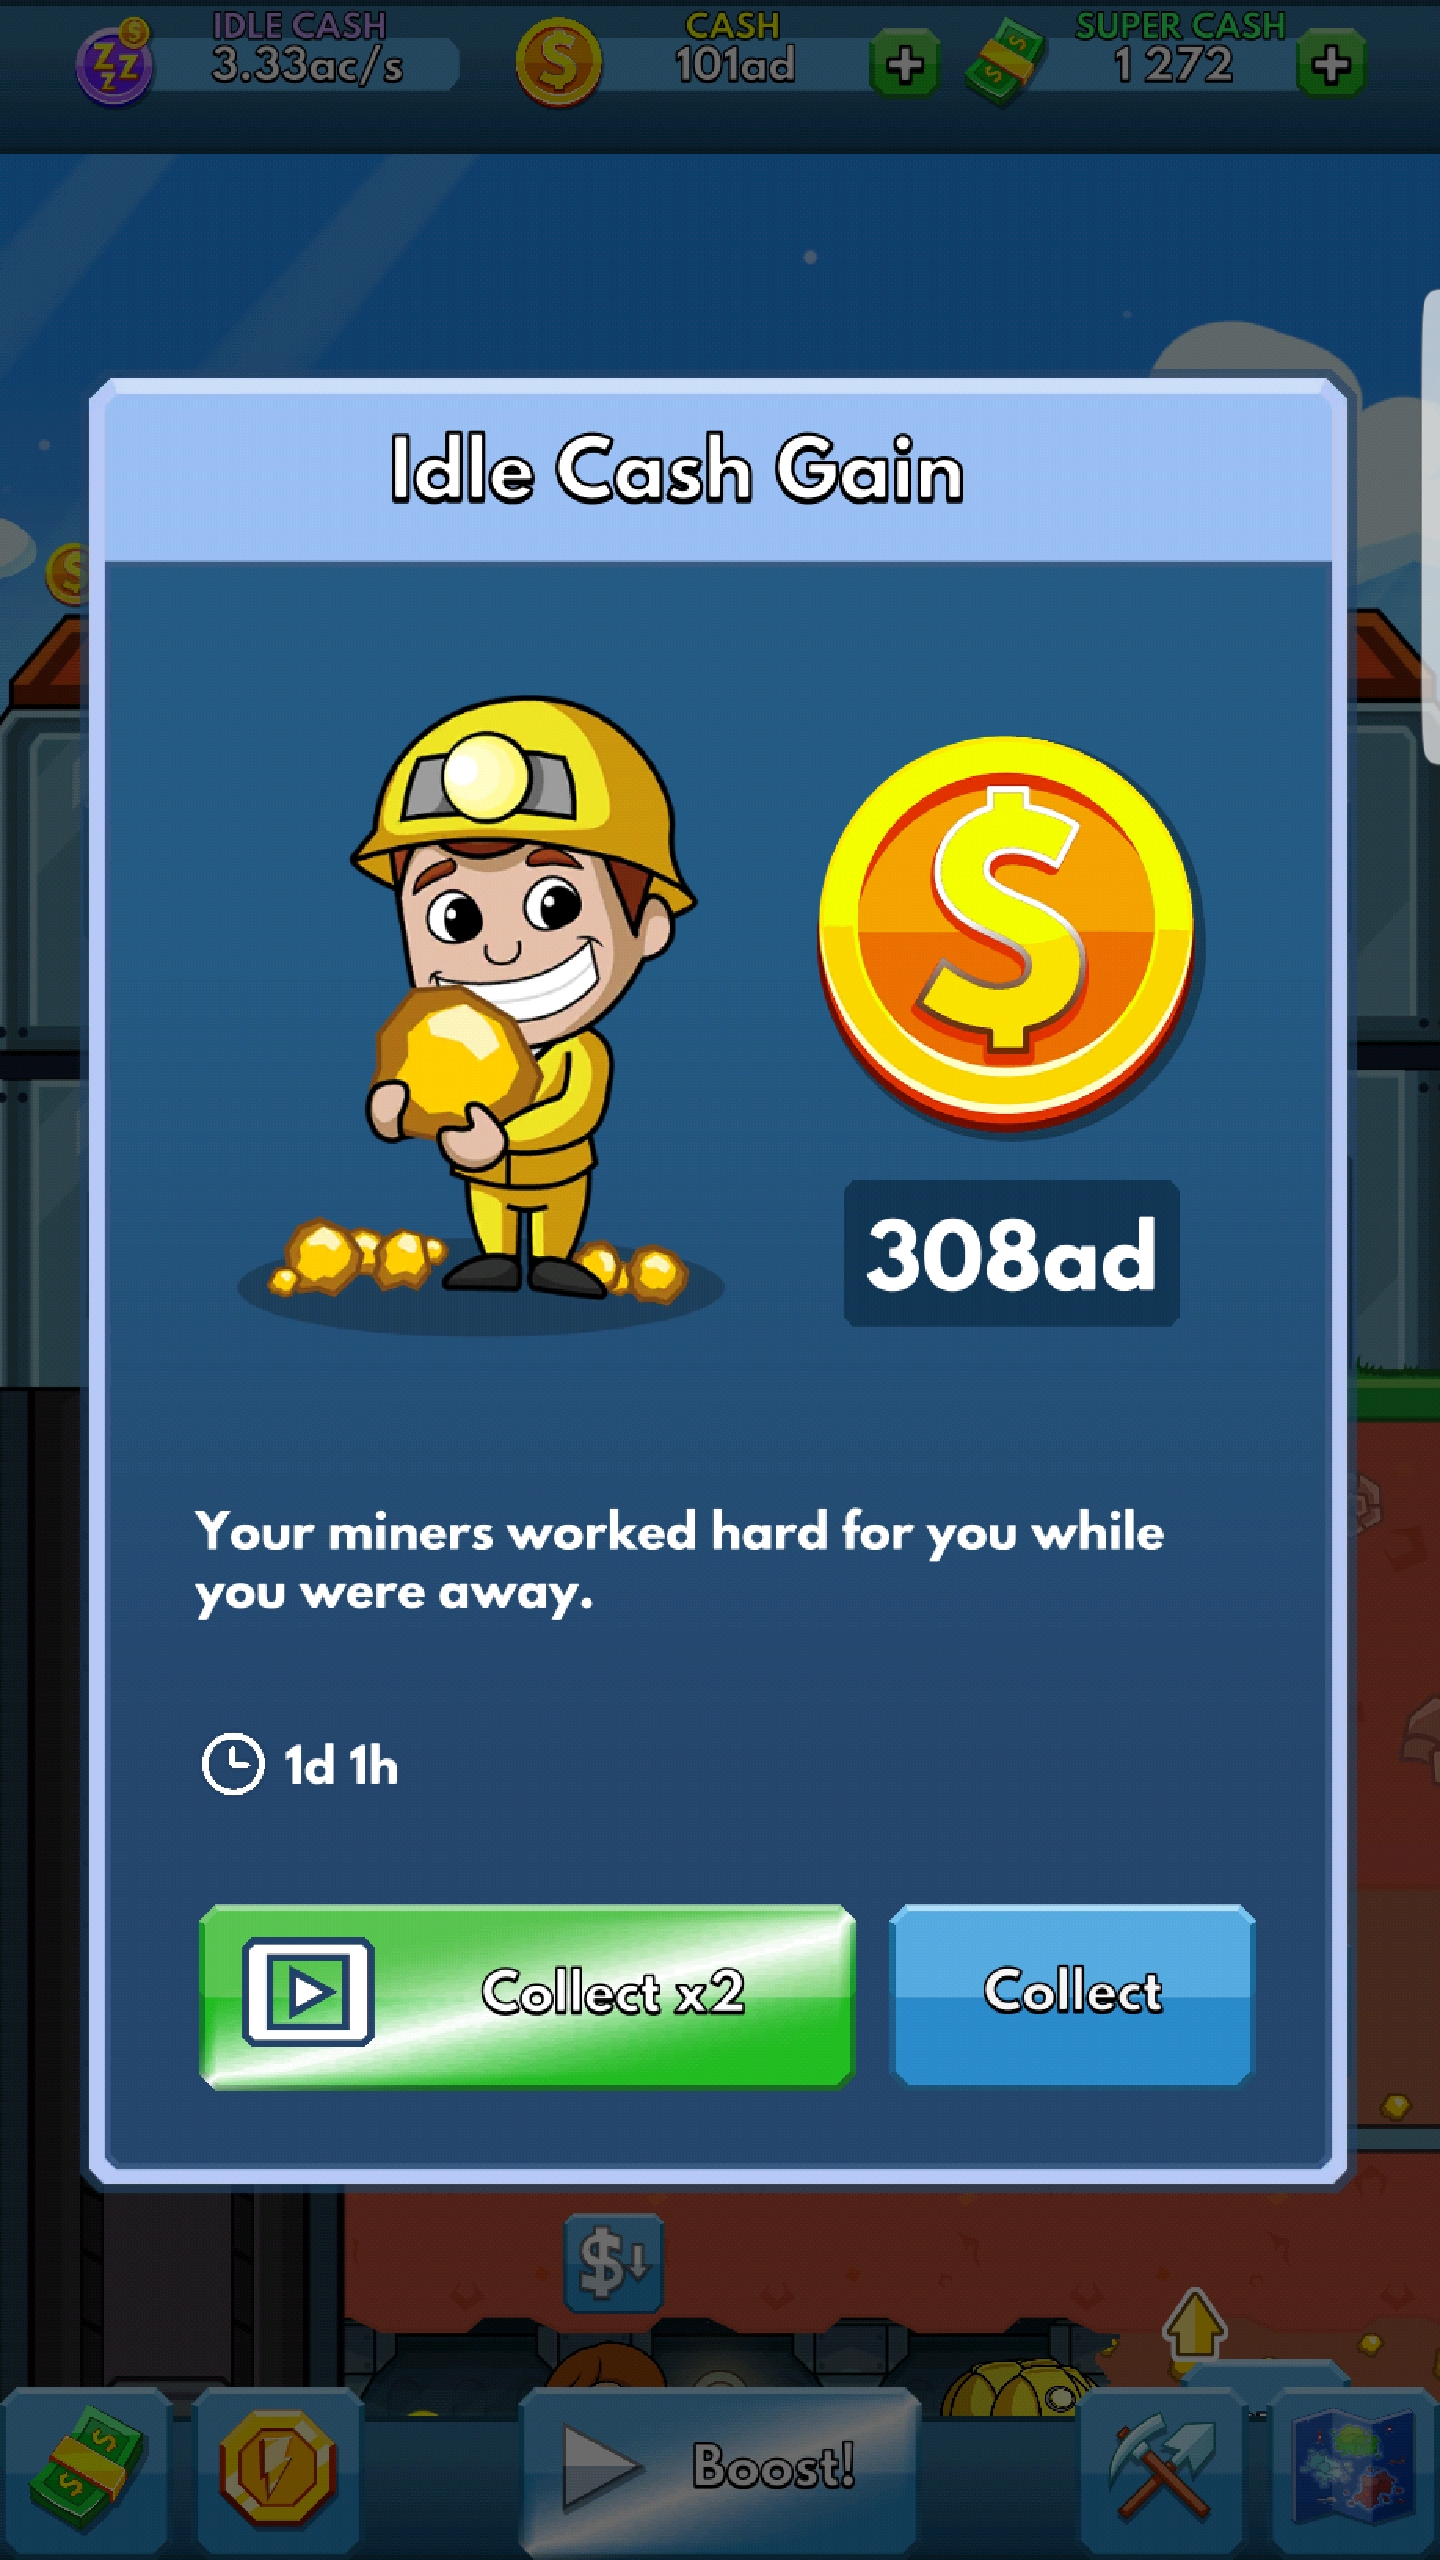 IDLE CASH
3.33ac/s
CASH
101ad
SUPER CASH
1 272
Idle Cash Gain
308ad
Your miners worked hard for you while
you were away.
1d 1h
Collect x2
Collect
Boost!